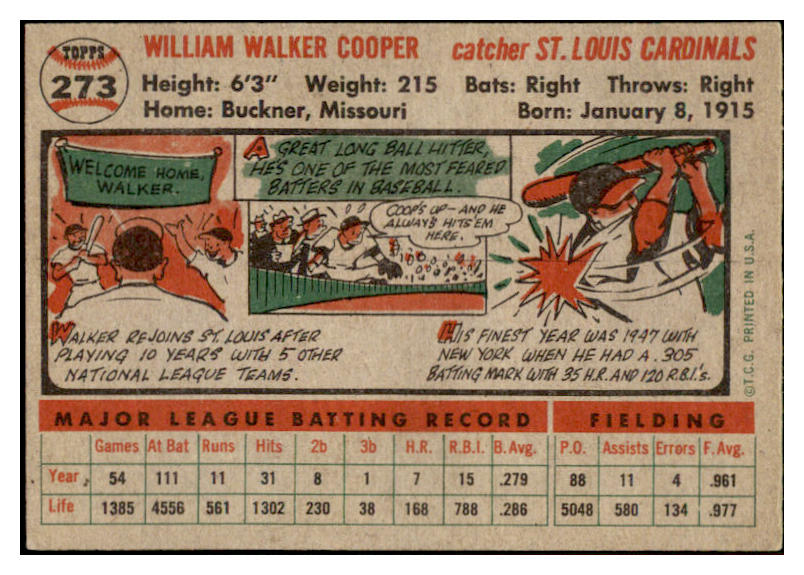 TOPPS
273
WILLIAM WALKER COOPER catcher ST. LOUIS CARDINALS
Height: 6'3" Weight: 215 Bats: Right Throws: Right
Home: Buckner, Missouri Born: January 8, 1915
WELCOME HOME,
WALKER.
A GREAT LONG BALL HITTER,
HE'S ONE OF THE MOST FEARED
BATTERS IN BASEBALL.
COOP'S UP—AND HE
ALWAYS HITS 'EM
HERE.
WALKER REJOINS ST. LOUIS AFTER
PLAYING 10 YEARS WITH 5 OTHER
NATIONAL LEAGUE TEAMS.
HIS FINEST YEAR WAS 1947 WITH
NEW YORK WHEN HE HAD A .305
BATTING MARK WITH 35 H.R. AND 120 R.B.I.'s.
©T.C.G. PRINTED IN U.S.A.
MAJOR LEAGUE BATTING RECORD FIELDING
Games At Bat Runs Hits 2b 3b H.R. R.B.I. B.Avg. P.O. Assists Errors F.Avg.
Year 54 111 11 31 8 1 7 15 .279 88 11 4 .961
Life 1385 4556 561 1302 230 38 168 788 .286 5048 580 134 .977